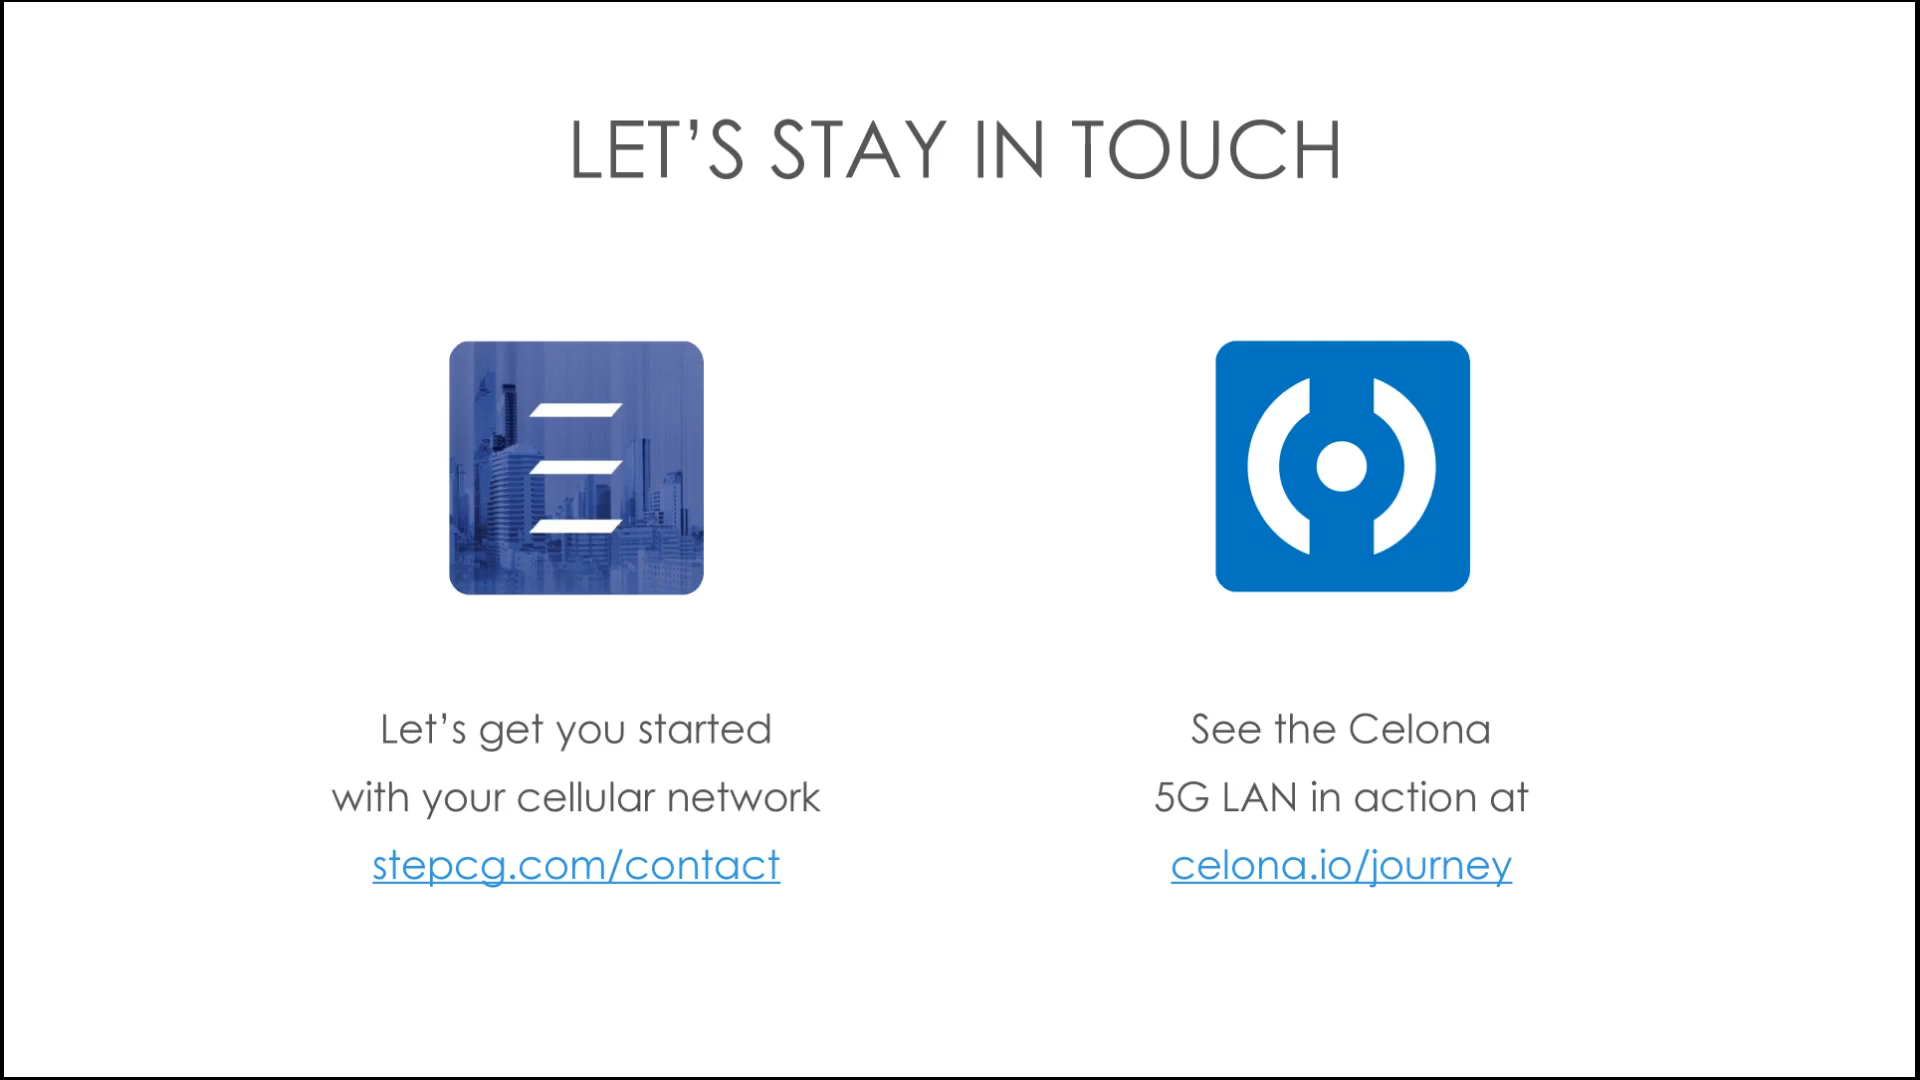 LET’S STAY IN TOUCH
Let’s get you started
with your cellular network
stepcg.com/contact
See the Celona
5G LAN in action at
celona.io/journey